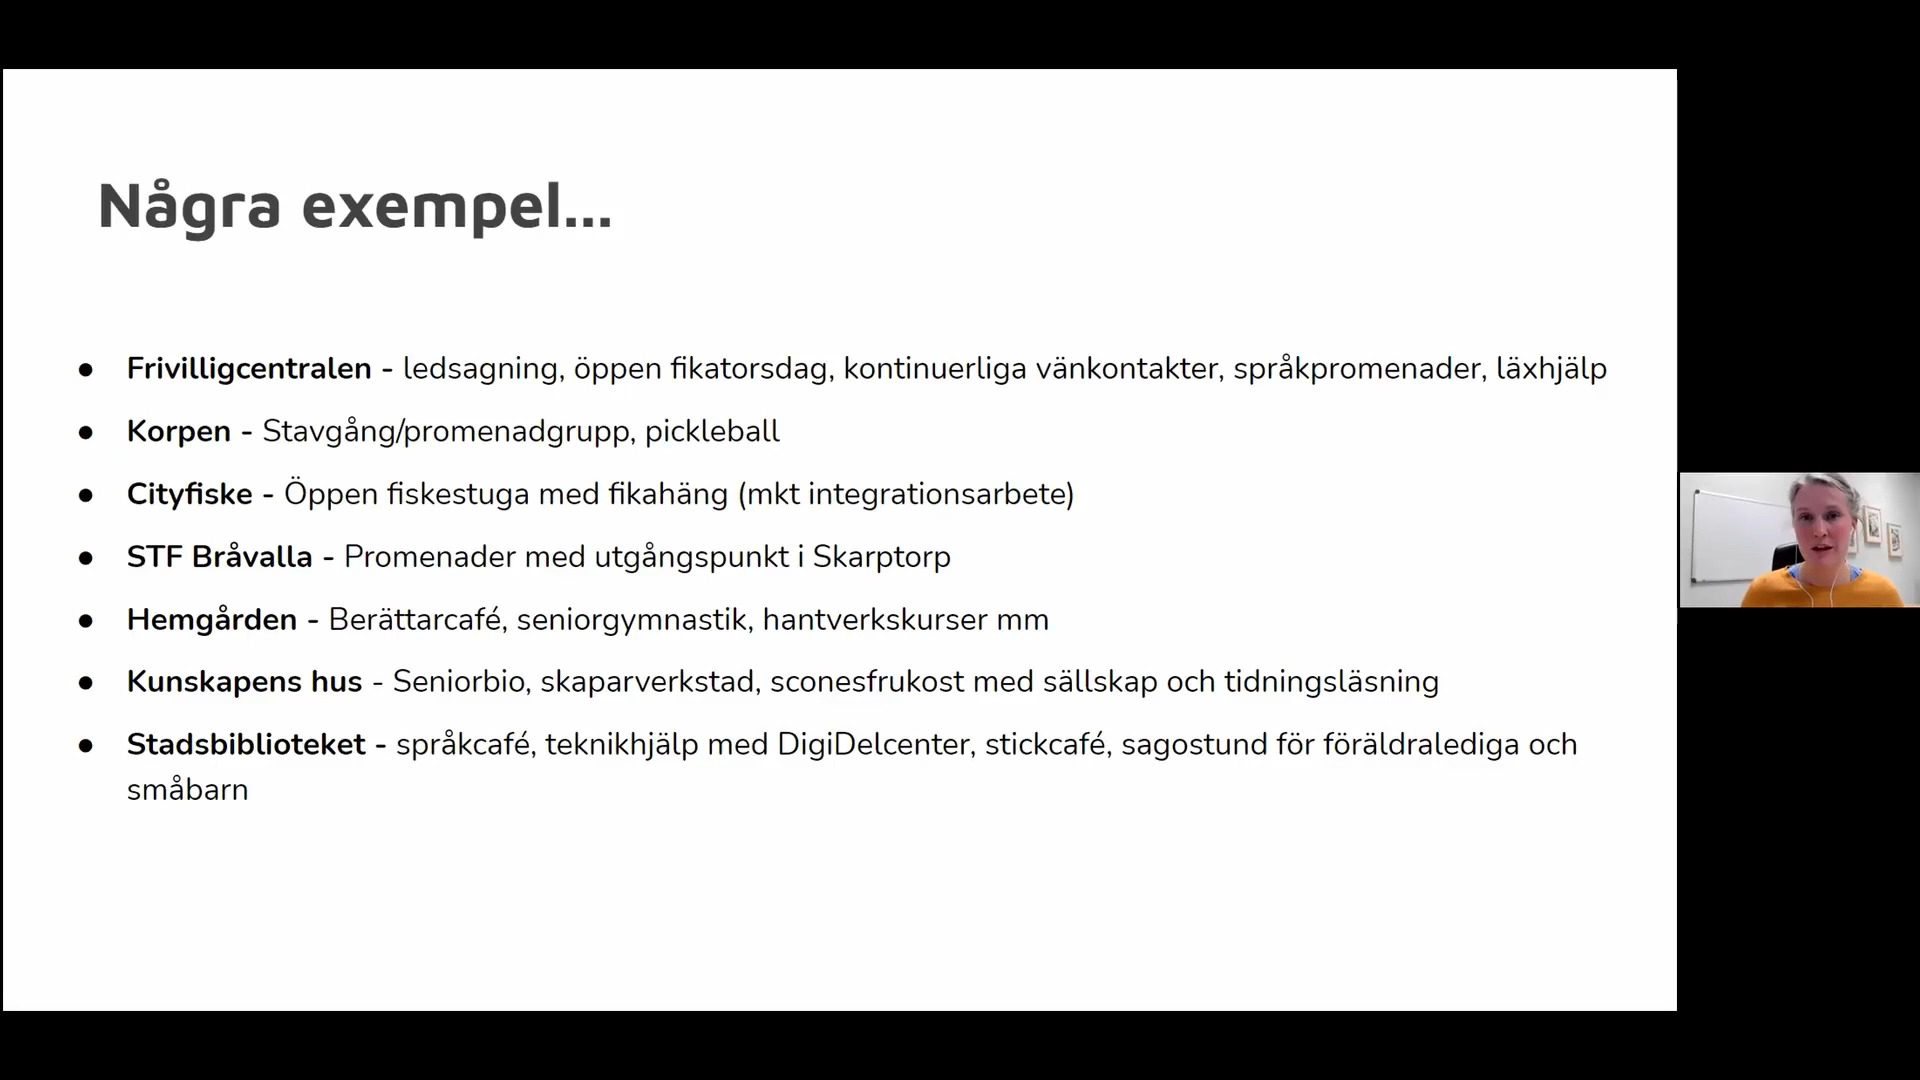 Några exempel...
● Frivilligcentralen - ledsagning, öppen fikatorsdag, kontinuerliga vänkontakter, språkpromenader, läxhjälp
● Korpen - Stavgång/promenadgrupp, pickleball
● Cityfiske - Öppen fiskestuga med fikahäng (mkt integrationsarbete)
● STF Bråvalla - Promenader med utgångspunkt i Skarptorp
● Hemgården - Berättarcafé, seniorgymnastik, hantverkskurser mm
● Kunskapens hus - Seniorbio, skaparverkstad, sconesfrukost med sällskap och tidningsläsning
● Stadsbiblioteket - språkcafé, teknikhjälp med DigiDelcenter, stickcafé, sagostund för föräldralediga och
småbarn